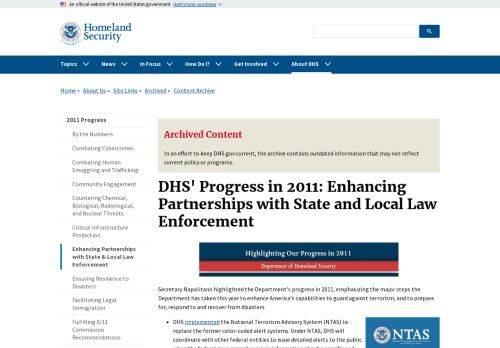 An official website of the United States government Here's how you know
Homeland
Security
Topics News In Focus How Do I? Get Involved About DHS
Home About Us Site Links Archived Content Archive
2011 Progress
By the Numbers
Combating Cybercrimes
Combating Human
Smuggling and Trafficking
Community Engagement
Countering Chemical,
Biological, Radiological,
and Nuclear Threats
Critical Infrastructure
Protection
Enhancing Partnerships
with State & Local Law
Enforcement
Ensuring Resilience to
Disasters
Facilitating Legal
Immigration
Fulfilling 9/11
Commission
Recommendations
Archived Content
In an effort to keep DHS.gov current, the archive contains outdated information that may not reflect
current policy or programs.
DHS' Progress in 2011: Enhancing
Partnerships with State and Local Law
Enforcement
Highlighting Our Progress in 2011
Department of Homeland Security
Secretary Napolitano highlighted the Department's progress in 2011, emphasizing the major steps the
Department has taken this year to enhance America's capabilities to guard against terrorism, and to prepare
for, respond to and recover from disasters.
DHS implemented the National Terrorism Advisory System (NTAS) to
replace the former color-coded alert systems. Under NTAS, DHS will
coordinate with other federal entities to issue detailed alerts to the public
NTAS